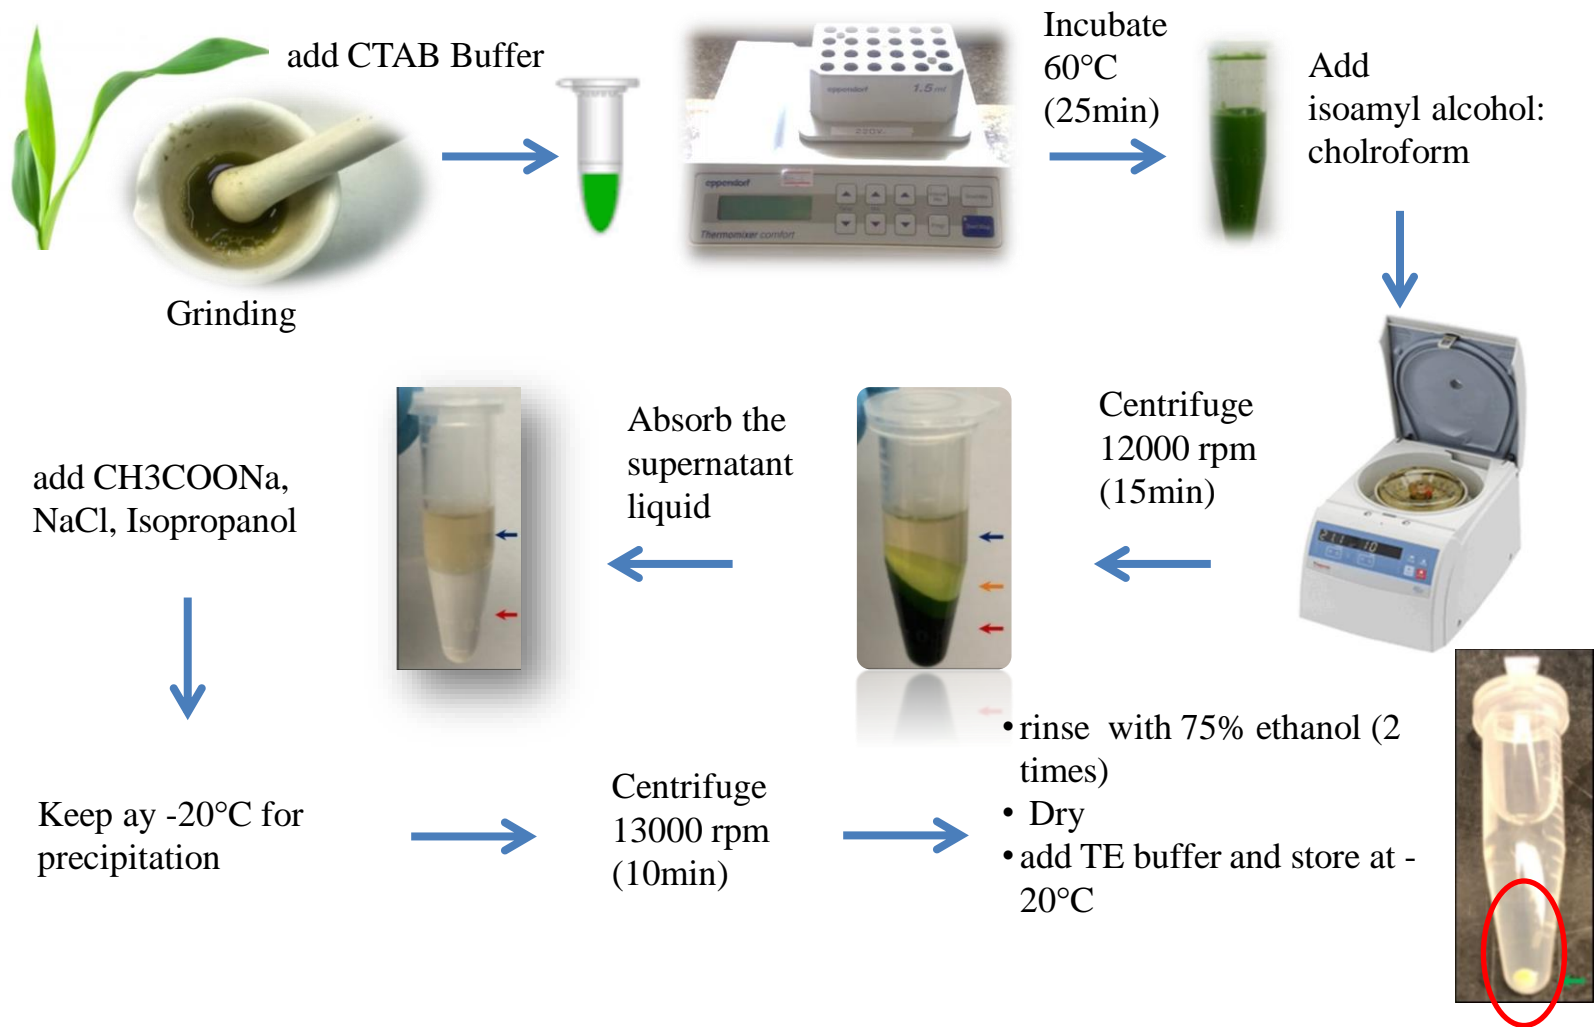 add CTAB Buffer
Grinding
eppendorf
1.5 ml
220V.
eppendorf
Thermomixer comfort
Incubate
60°C
(25min)
Add
isoamyl alcohol:
cholroform
Centrifuge
12000 rpm
(15min)
Absorb the
supernatant
liquid
add CH3COONa,
NaCl, Isopropanol
Keep ay -20°C for
precipitation
Centrifuge
13000 rpm
(10min)
•rinse with 75% ethanol (2
times)
• Dry
•add TE buffer and store at -
20°C